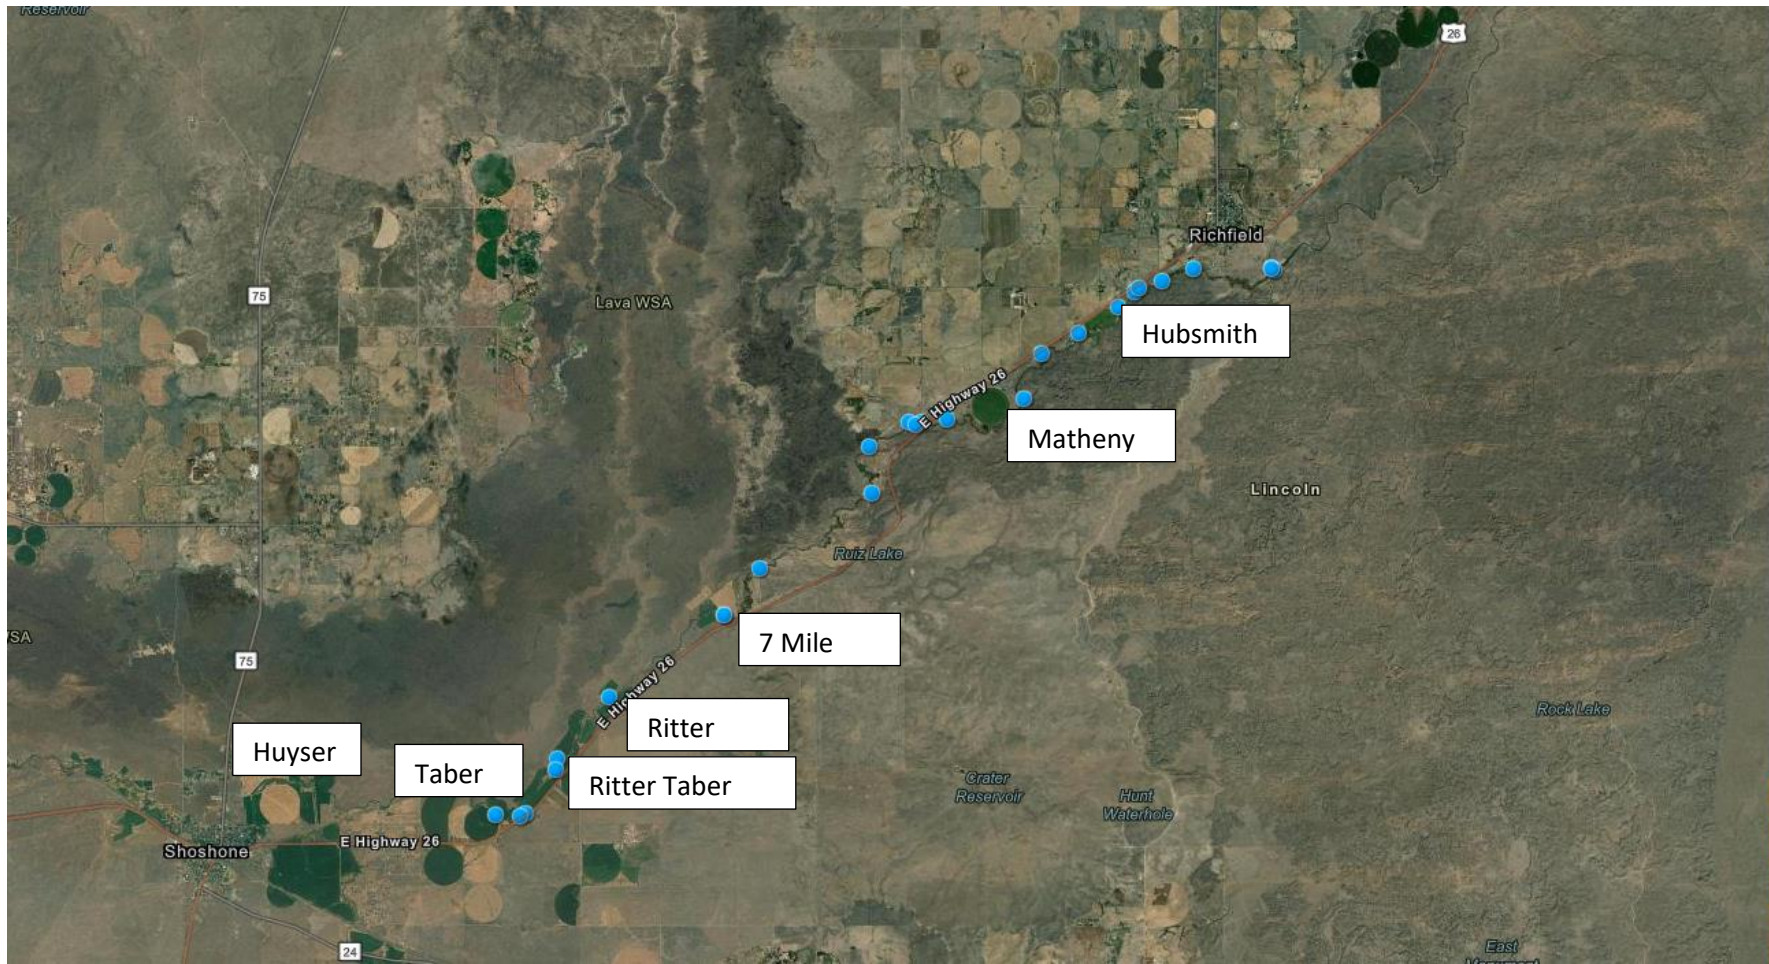 Reservoir
26
Richfield
75
Lava WSA
Hubsmith
E Highway 26
Matheny
Lincoln
Ruiz Lake
WSA
7 Mile
75
E Highway 26
Ritter
Rock Lake
Huyser
Taber
Ritter Taber
Crater
Reservoir
Hunt
Waterhole
E Highway 26
Shoshone
24
East